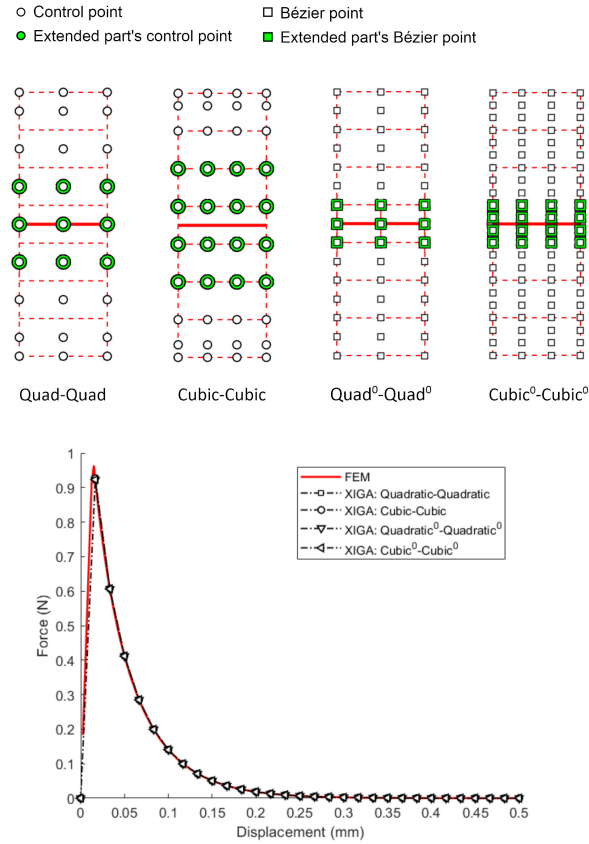 Control point
Bézier point
Extended part's control point
Extended part's Bézier point
Quad-Quad
Cubic-Cubic
Quad⁰-Quad⁰
Cubic⁰-Cubic⁰
1
0.9
0.8
0.7
0.6
0.5
0.4
0.3
0.2
0.1
0
Force (N)
FEM
XIGA: Quadratic-Quadratic
XIGA: Cubic-Cubic
XIGA: Quadratic⁰-Quadratic⁰
XIGA: Cubic⁰-Cubic⁰
0 0.05 0.1 0.15 0.2 0.25 0.3 0.35 0.4 0.45 0.5
Displacement (mm)